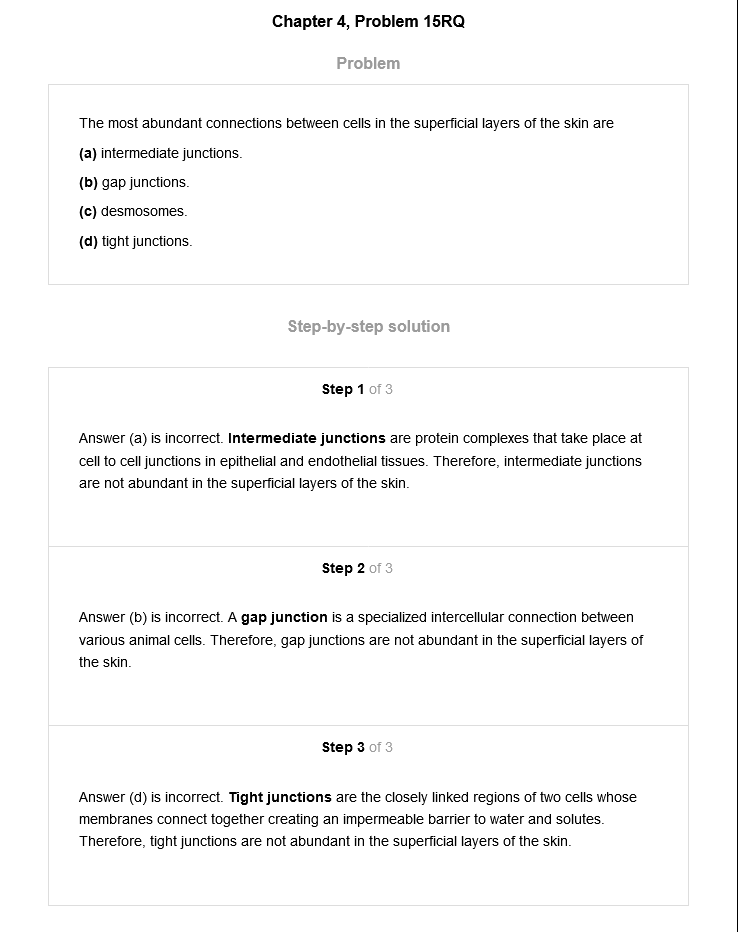 Chapter 4, Problem 15RQ
Problem
The most abundant connections between cells in the superficial layers of the skin are
(a) intermediate junctions.
(b) gap junctions.
(c) desmosomes.
(d) tight junctions.
Step-by-step solution
Step 1 of 3
Answer (a) is incorrect. Intermediate junctions are protein complexes that take place at
cell to cell junctions in epithelial and endothelial tissues. Therefore, intermediate junctions
are not abundant in the superficial layers of the skin.
Step 2 of 3
Answer (b) is incorrect. A gap junction is a specialized intercellular connection between
various animal cells. Therefore, gap junctions are not abundant in the superficial layers of
the skin.
Step 3 of 3
Answer (d) is incorrect. Tight junctions are the closely linked regions of two cells whose
membranes connect together creating an impermeable barrier to water and solutes.
Therefore, tight junctions are not abundant in the superficial layers of the skin.